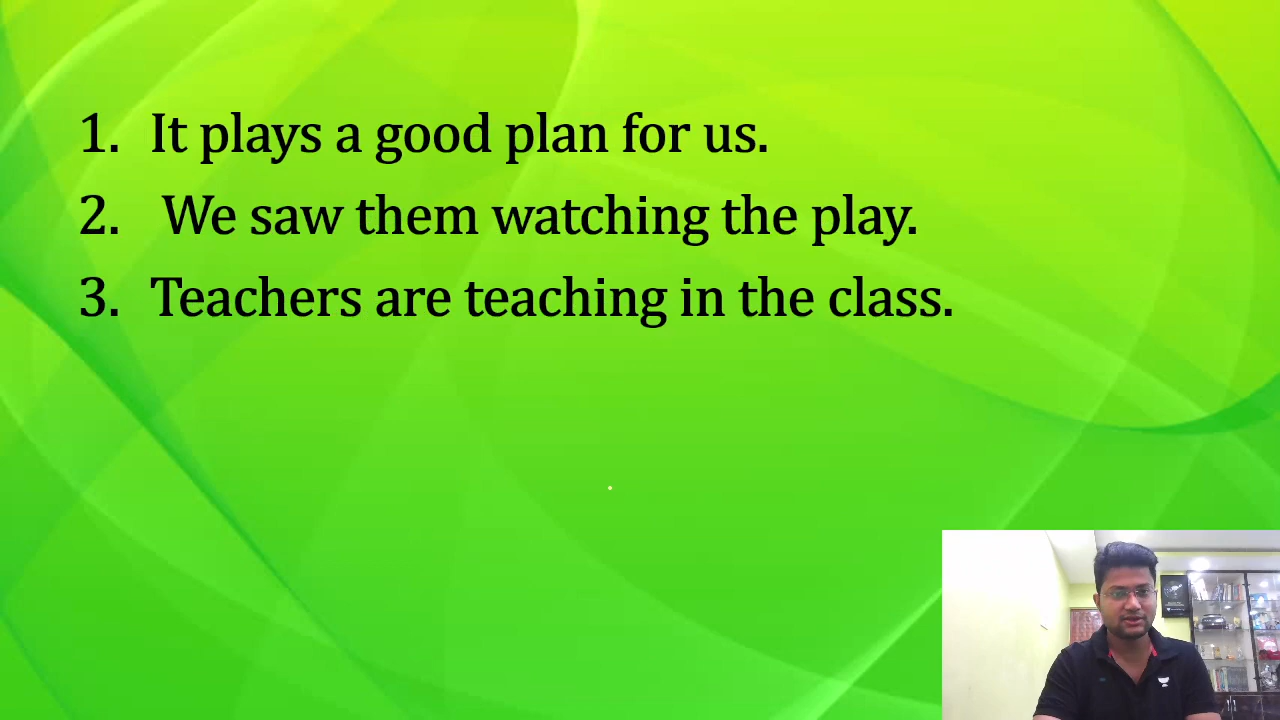 1. It plays a good plan for us.
2. We saw them watching the play.
3. Teachers are teaching in the class.